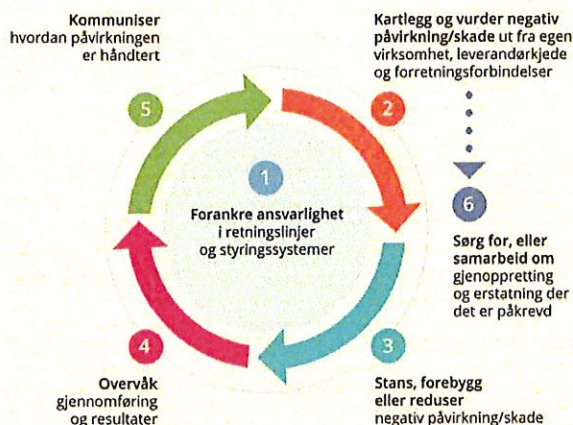 1
Forankre ansvarlighet
i retningslinjer
og styringssystemer
2
Kartlegg og vurder negativ
påvirkning/skade ut fra egen
virksomhet, leverandørkjede
og forretningsforbindelser
3
Stans, forebygg
eller reduser
negativ påvirkning/skade
4
Overvåk
gjennomføring
og resultater
5
Kommuniser
hvordan påvirkningen
er håndtert
6
Sørg for, eller
samarbeid om
gjenoppretting
og erstatning der
det er påkrevd